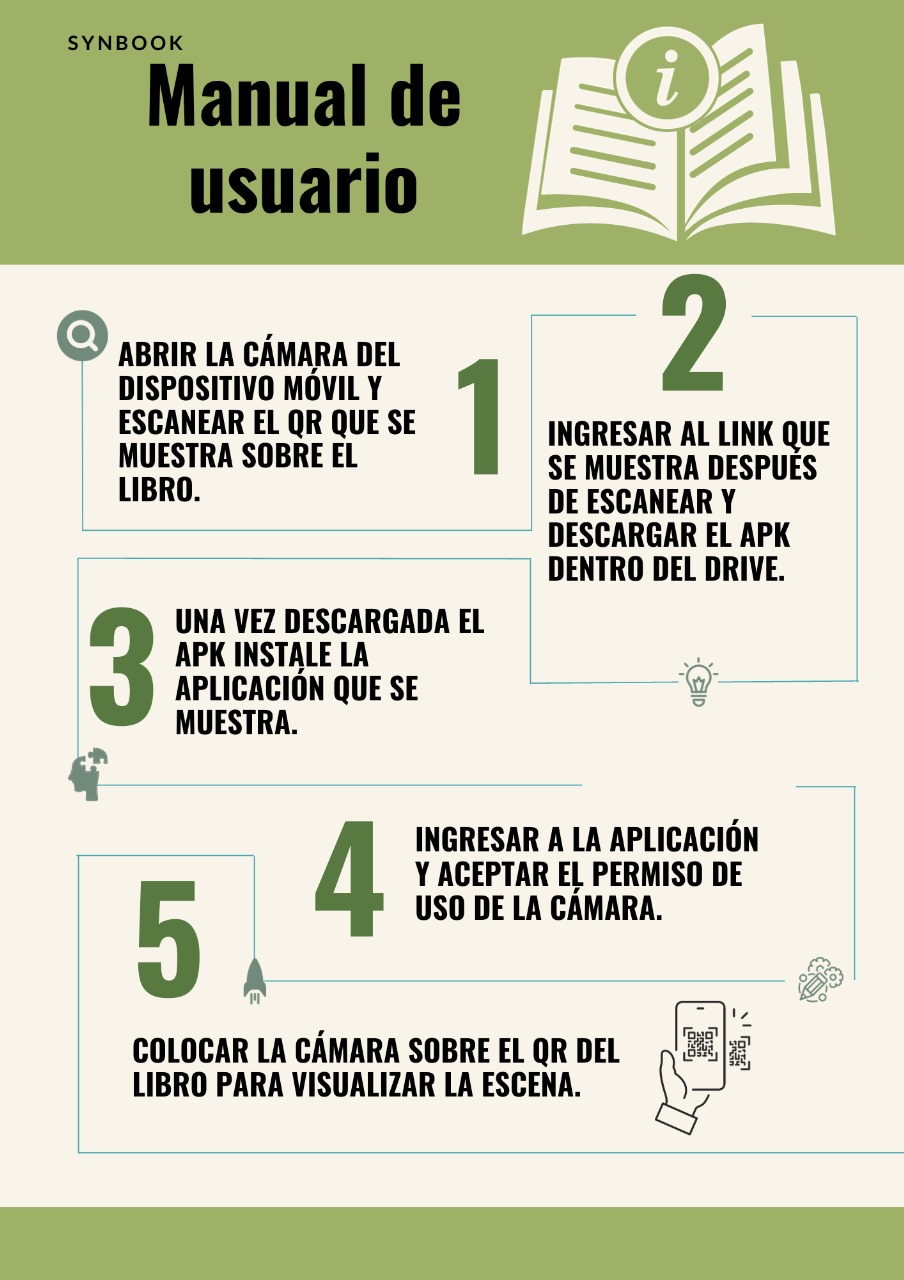 SYNBOOK
Manual de
usuario
i
1
ABRIR LA CÁMARA DEL
DISPOSITIVO MÓVIL Y
ESCANEAR EL QR QUE SE
MUESTRA SOBRE EL
LIBRO.
2
INGRESAR AL LINK QUE
SE MUESTRA DESPUÉS
DE ESCANEAR Y
DESCARGAR EL APK
DENTRO DEL DRIVE.
3
UNA VEZ DESCARGADA EL
APK INSTALE LA
APLICACIÓN QUE SE
MUESTRA.
4
INGRESAR A LA APLICACIÓN
Y ACEPTAR EL PERMISO DE
USO DE LA CÁMARA.
5
COLOCAR LA CÁMARA SOBRE EL QR DEL
LIBRO PARA VISUALIZAR LA ESCENA.